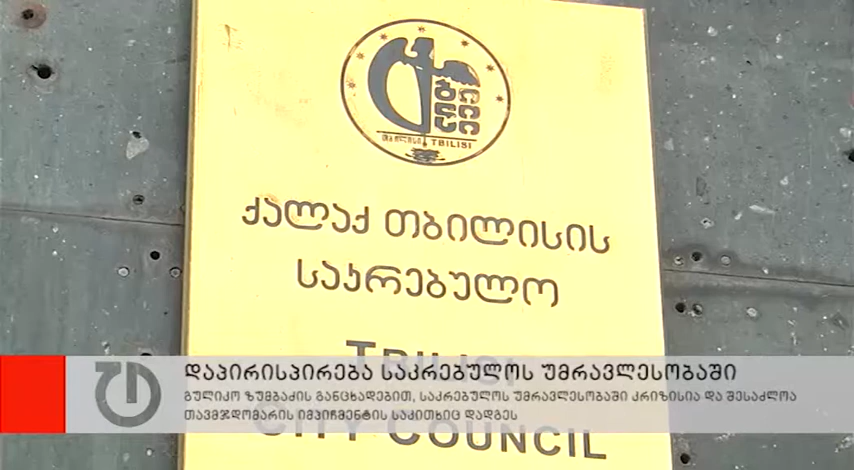 თბილისი TBILISI
ქალაქ თბილისის
საკრებულო
TBILISI
CITY COUNCIL
დაპირისპირება საკრებულოს უმრავლესობაში
გულიკო ზუმბაძის განცხადებით, საკრებულოს უმრავლესობაში კრიზისია და შესაძლოა
თავმჯდომარის იმპიჩმენტის საკითხიც დადგეს